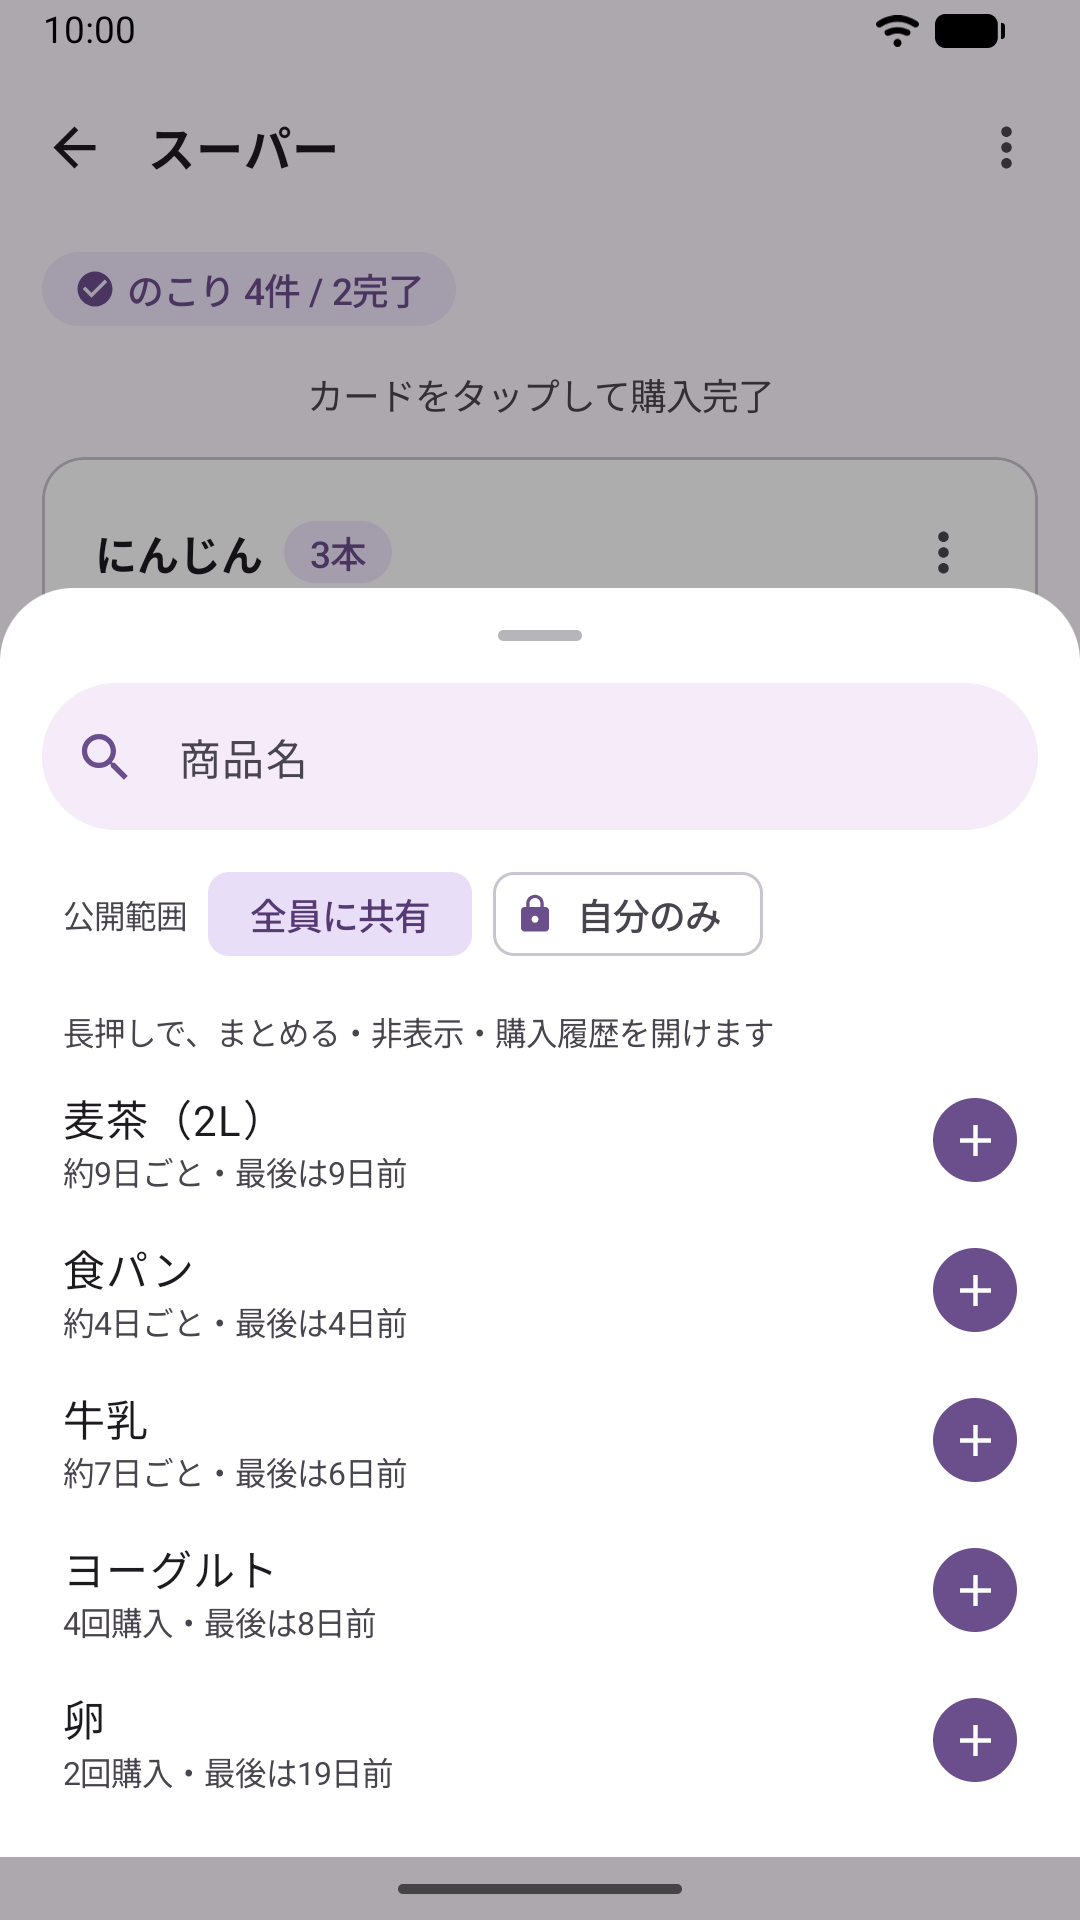 10:00
スーパー
のこり 4件 / 2完了
カードをタップして購入完了
にんじん 3本
商品名
公開範囲 全員に共有 自分のみ
長押しで、まとめる・非表示・購入履歴を開けます
麦茶（2L）
約9日ごと・最後は9日前
食パン
約4日ごと・最後は4日前
牛乳
約7日ごと・最後は6日前
ヨーグルト
4回購入・最後は8日前
卵
2回購入・最後は19日前